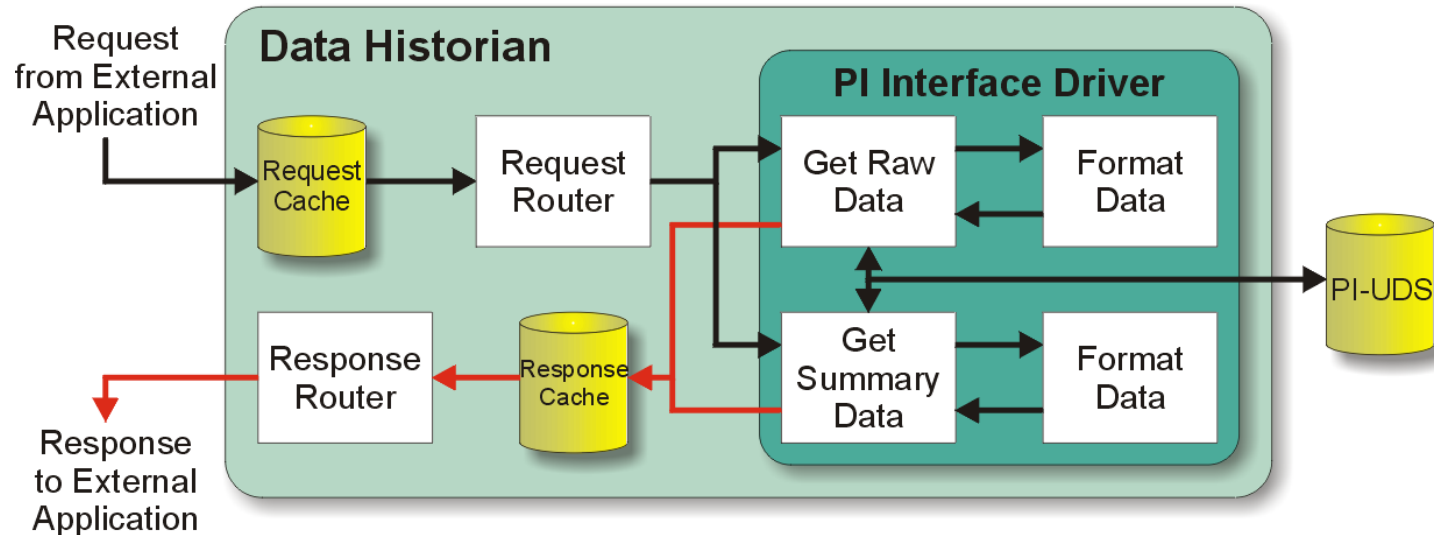 Request
from External
Application
Data Historian
PI Interface Driver
Request
Cache
Request
Router
Get Raw
Data
Format
Data
PI-UDS
Response
Router
Response
Cache
Get
Summary
Data
Format
Data
Response
to External
Application